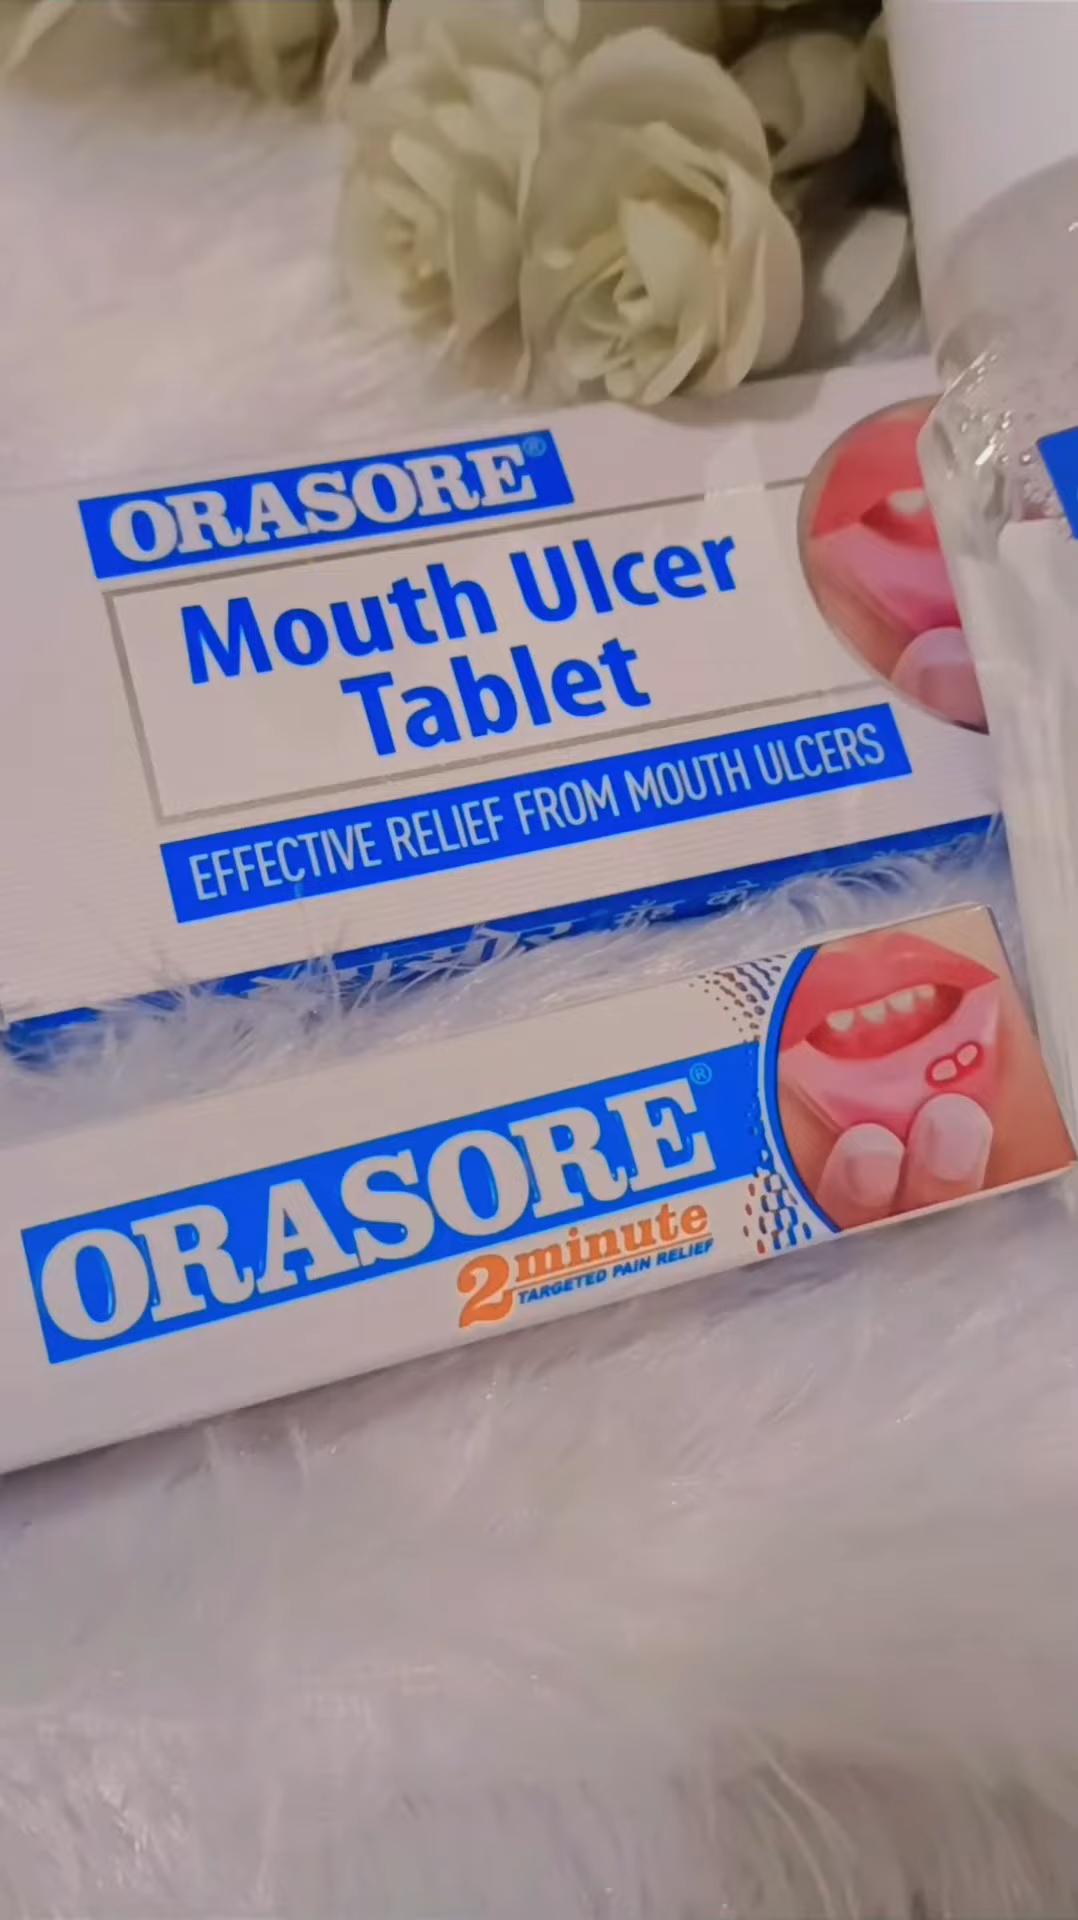 ORASORE®
Mouth Ulcer
Tablet
EFFECTIVE RELIEF FROM MOUTH ULCERS
मुँह के
ORASORE®
2 minute
TARGETED PAIN RELIEF